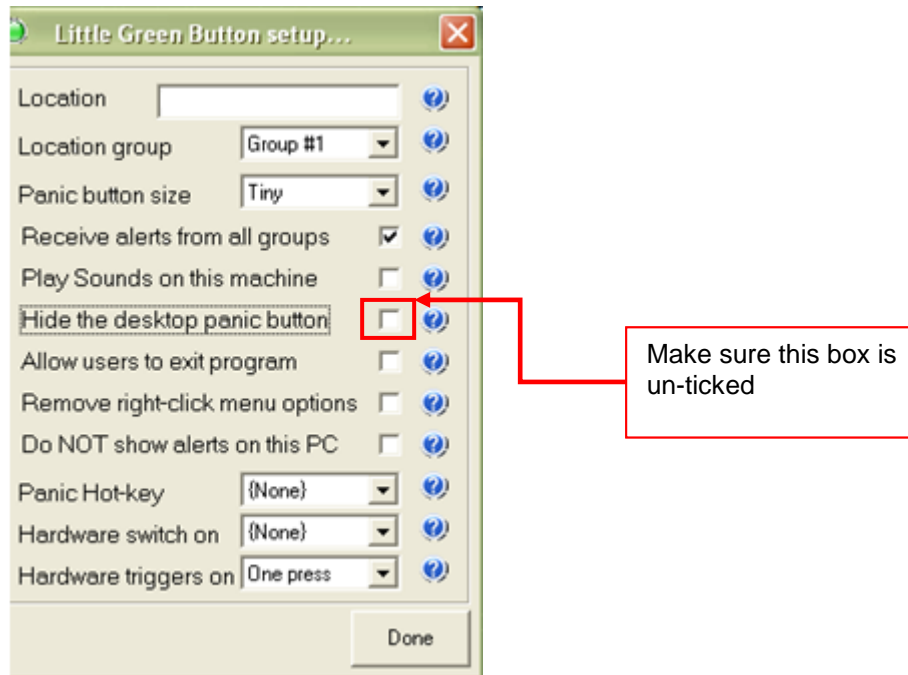 Little Green Button setup...
Location
Location group Group #1
Panic button size Tiny
Receive alerts from all groups
Play Sounds on this machine
Hide the desktop panic button
Allow users to exit program
Remove right-click menu options
Do NOT show alerts on this PC
Panic Hot-key {None}
Hardware switch on {None}
Hardware triggers on One press
Done
Make sure this box is
un-ticked